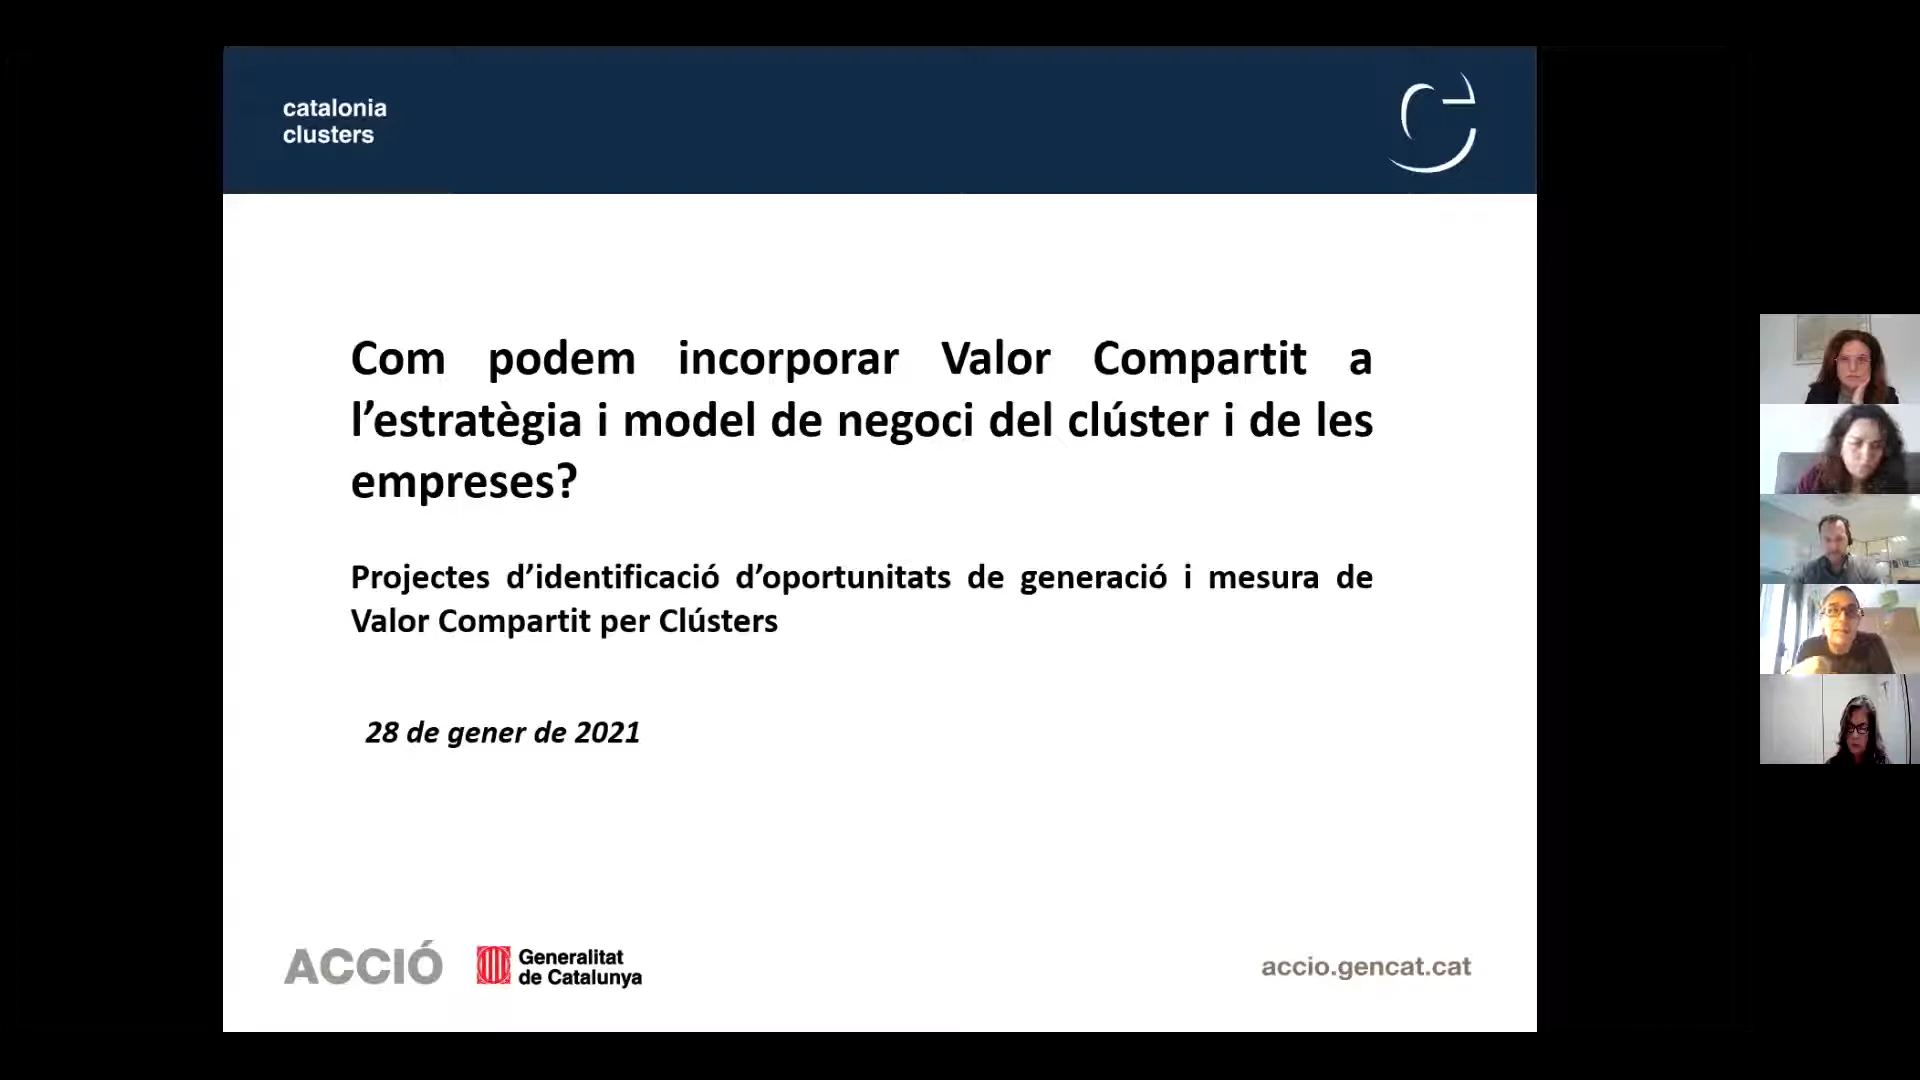 catalonia
clusters
Com podem incorporar Valor Compartit a
l’estratègia i model de negoci del clúster i de les
empreses?
Projectes d’identificació d’oportunitats de generació i mesura de
Valor Compartit per Clústers
28 de gener de 2021
ACCIÓ
Generalitat
de Catalunya
accio.gencat.cat